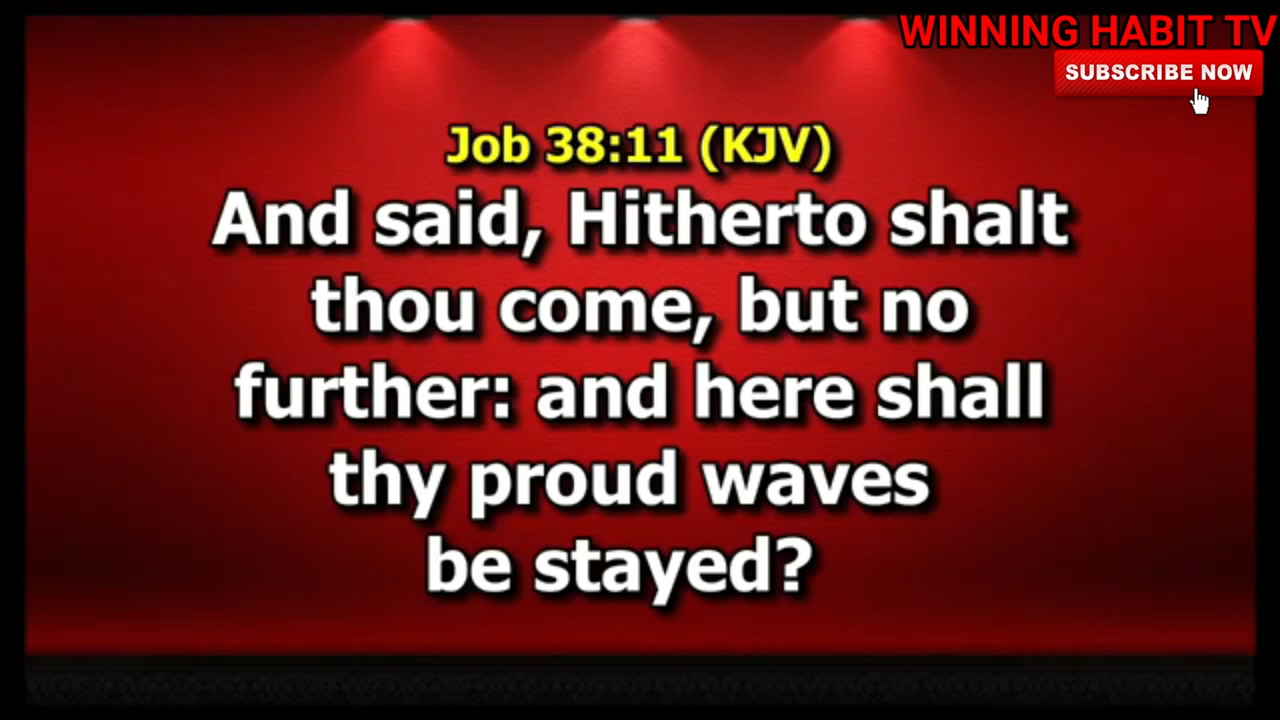 WINNING HABIT TV
SUBSCRIBE NOW
Job 38:11 (KJV)
And said, Hitherto shalt
thou come, but no
further: and here shall
thy proud waves
be stayed?